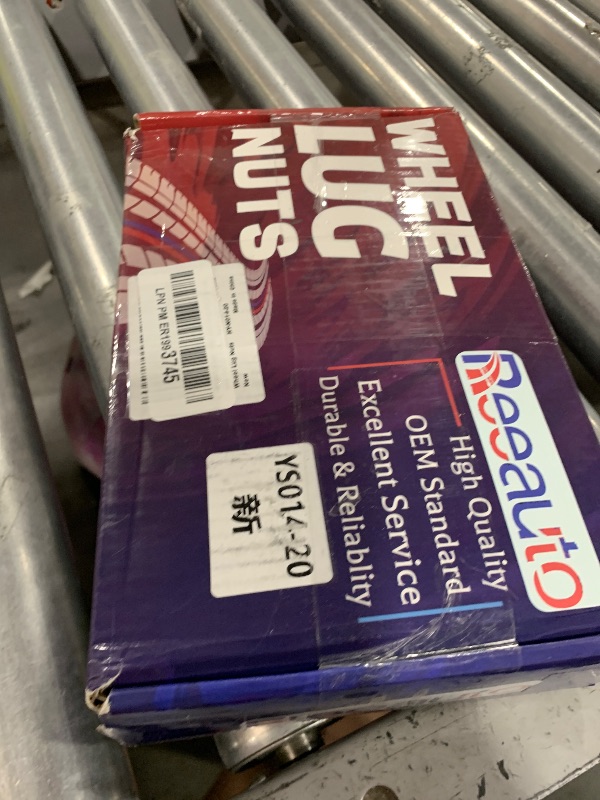 WHEEL
LUG
NUTS
Reeauto
High Quality
OEM Standard
Excellent Service
Durable & Reliablity
LPN PM ER1993745
YS014-20
新